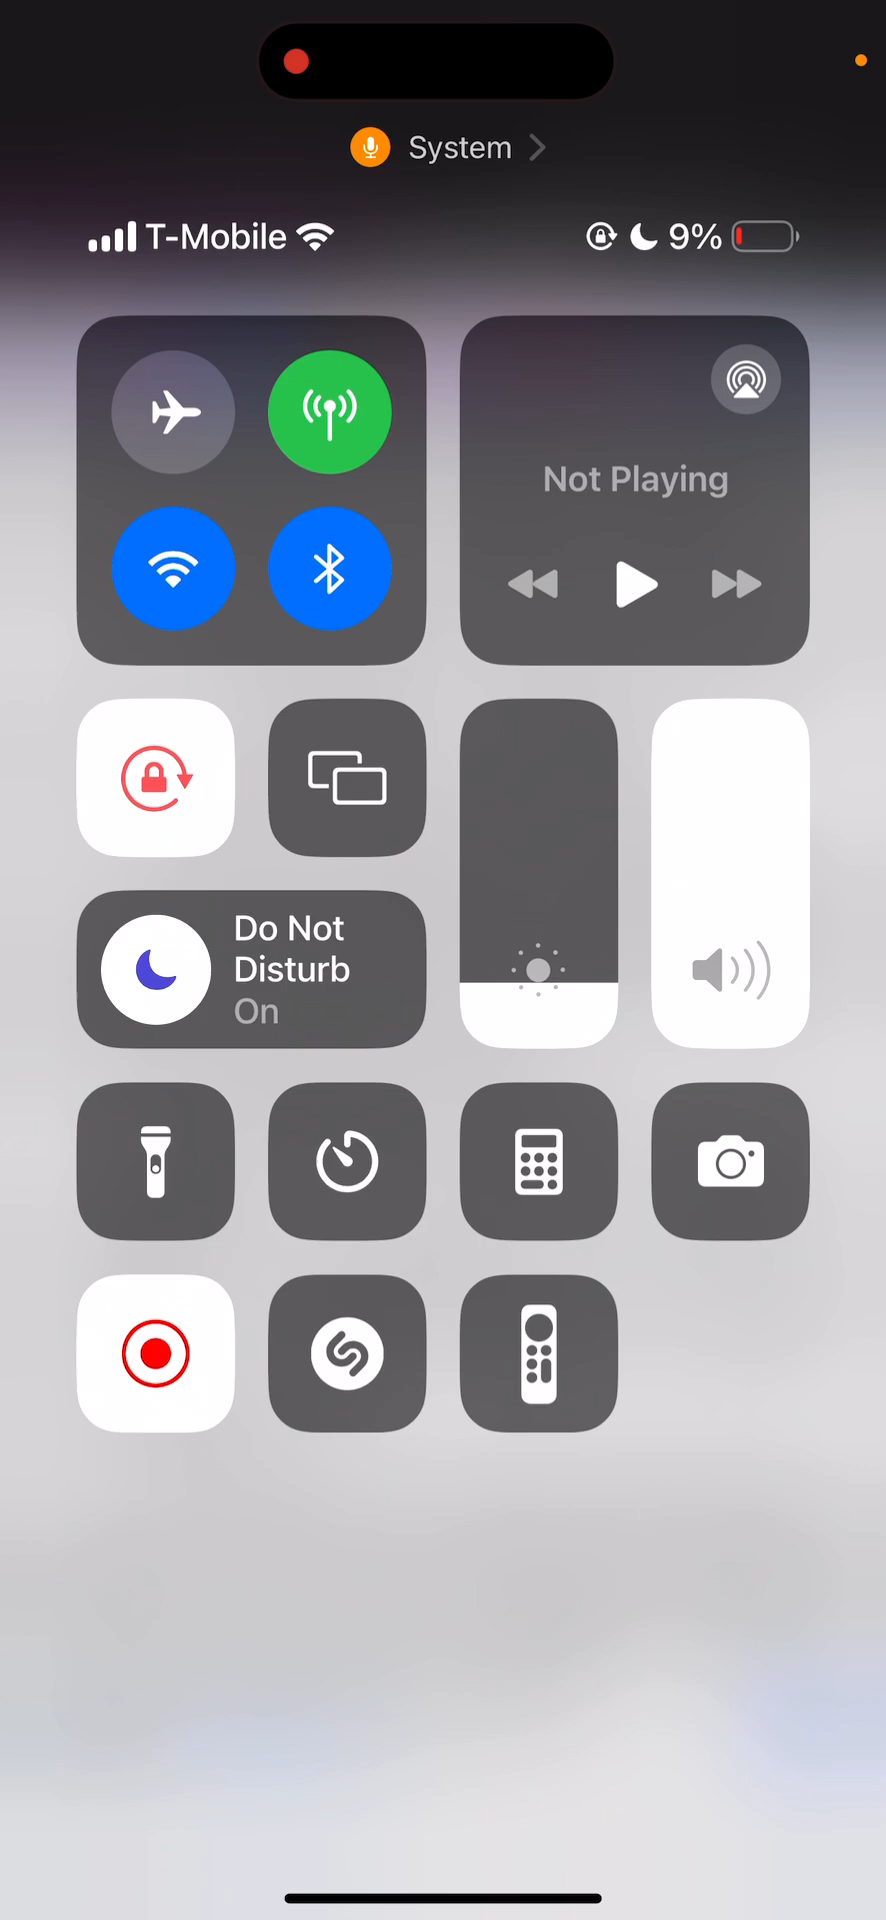 System
T-Mobile 9%
Not Playing
Do Not
Disturb
On